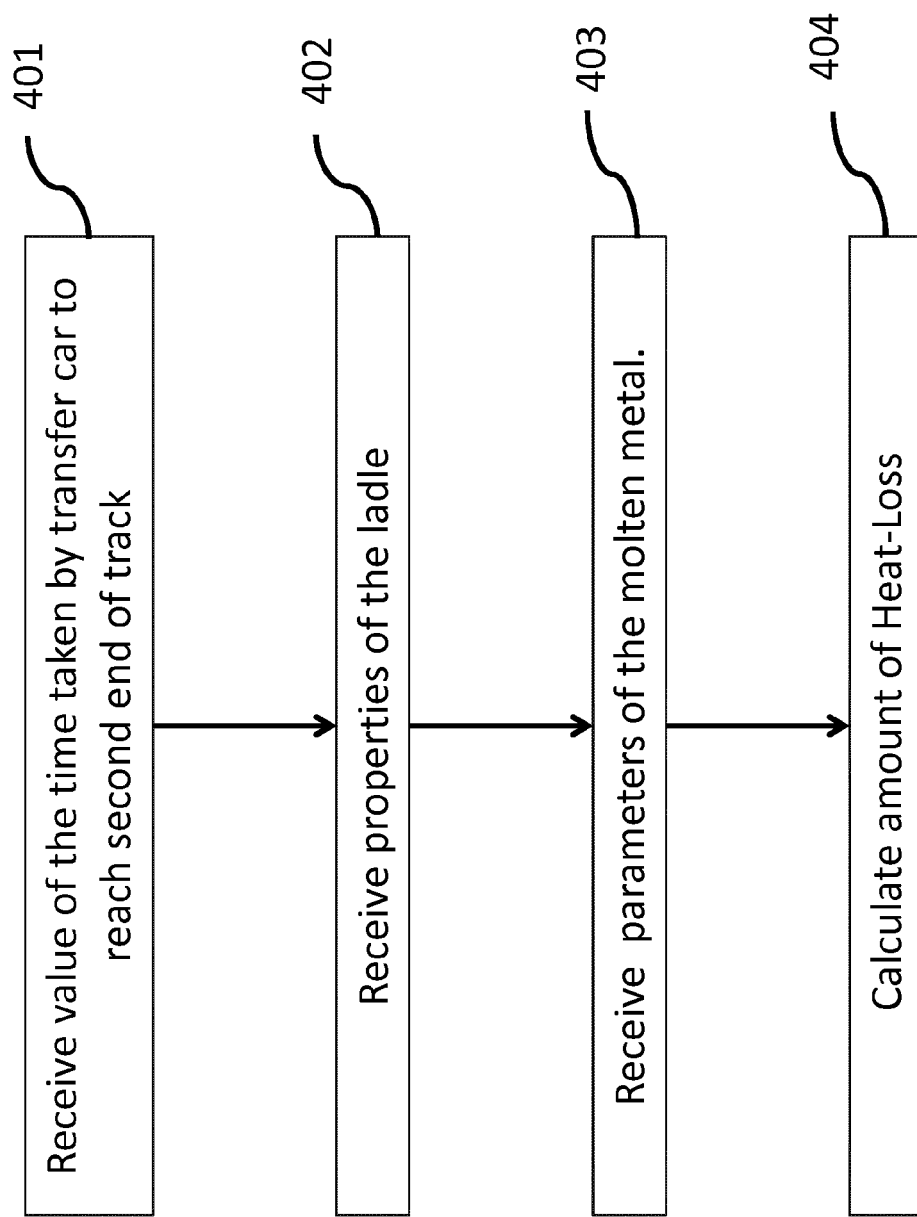 Receive value of the time taken by transfer car to
reach second end of track
401
Receive properties of the ladle
402
Receive parameters of the molten metal.
403
Calculate amount of Heat-Loss
404